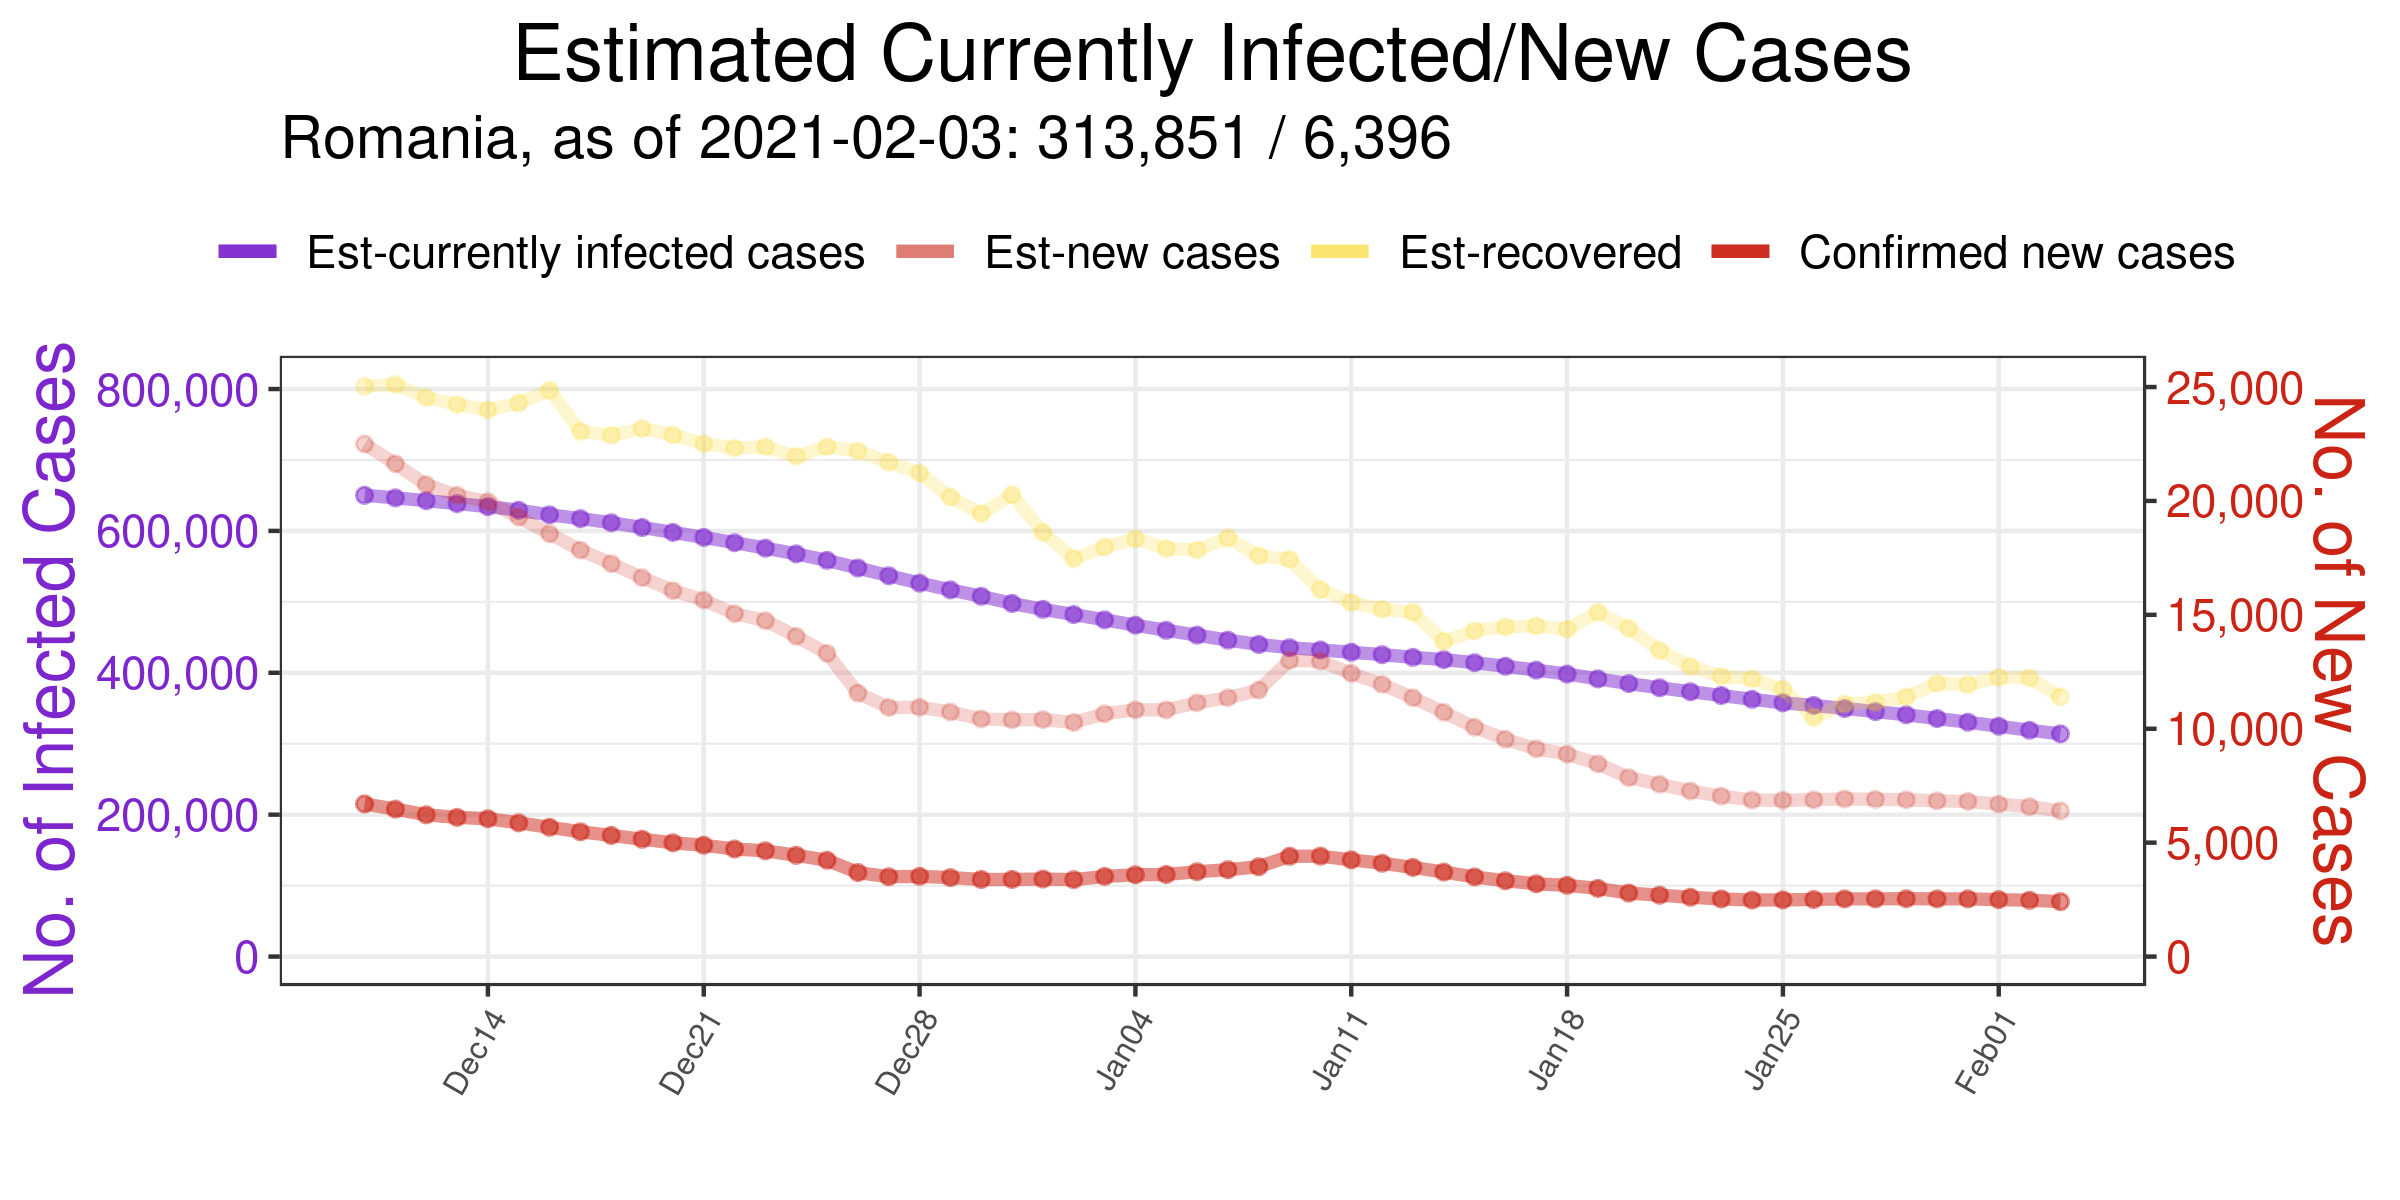 Estimated Currently Infected/New Cases
Romania, as of 2021-02-03: 313,851 / 6,396
Est-currently infected cases Est-new cases Est-recovered Confirmed new cases
No. of Infected Cases
800,000
600,000
400,000
200,000
0
25,000
20,000
15,000
10,000
5,000
0
No. of New Cases
Dec14 Dec21 Dec28 Jan04 Jan11 Jan18 Jan25 Feb01